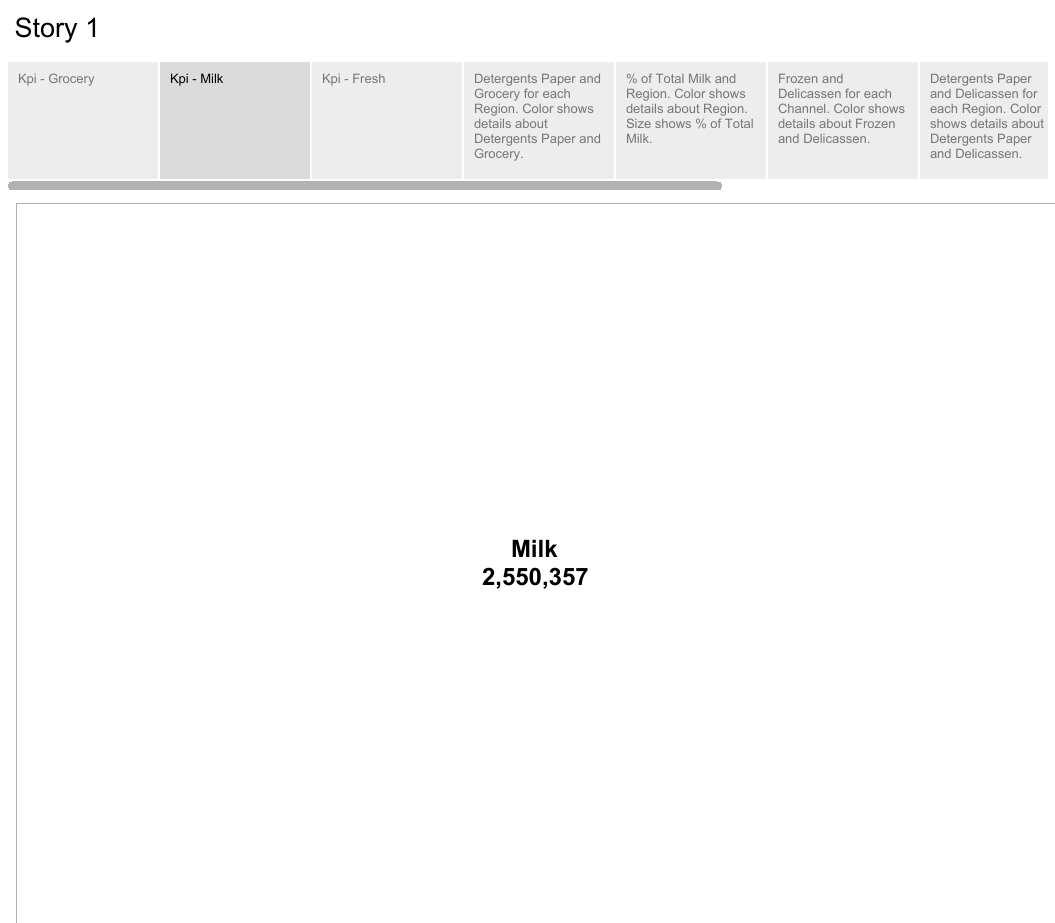 Story 1
Kpi - Grocery
Kpi - Milk
Kpi - Fresh
Detergents Paper and
Grocery for each
Region. Color shows
details about
Detergents Paper and
Grocery.
% of Total Milk and
Region. Color shows
details about Region.
Size shows % of Total
Milk.
Frozen and
Delicassen for each
Channel. Color shows
details about Frozen
and Delicassen.
Detergents Paper
and Delicassen for
each Region. Color
shows details about
Detergents Paper
and Delicassen.
Milk
2,550,357